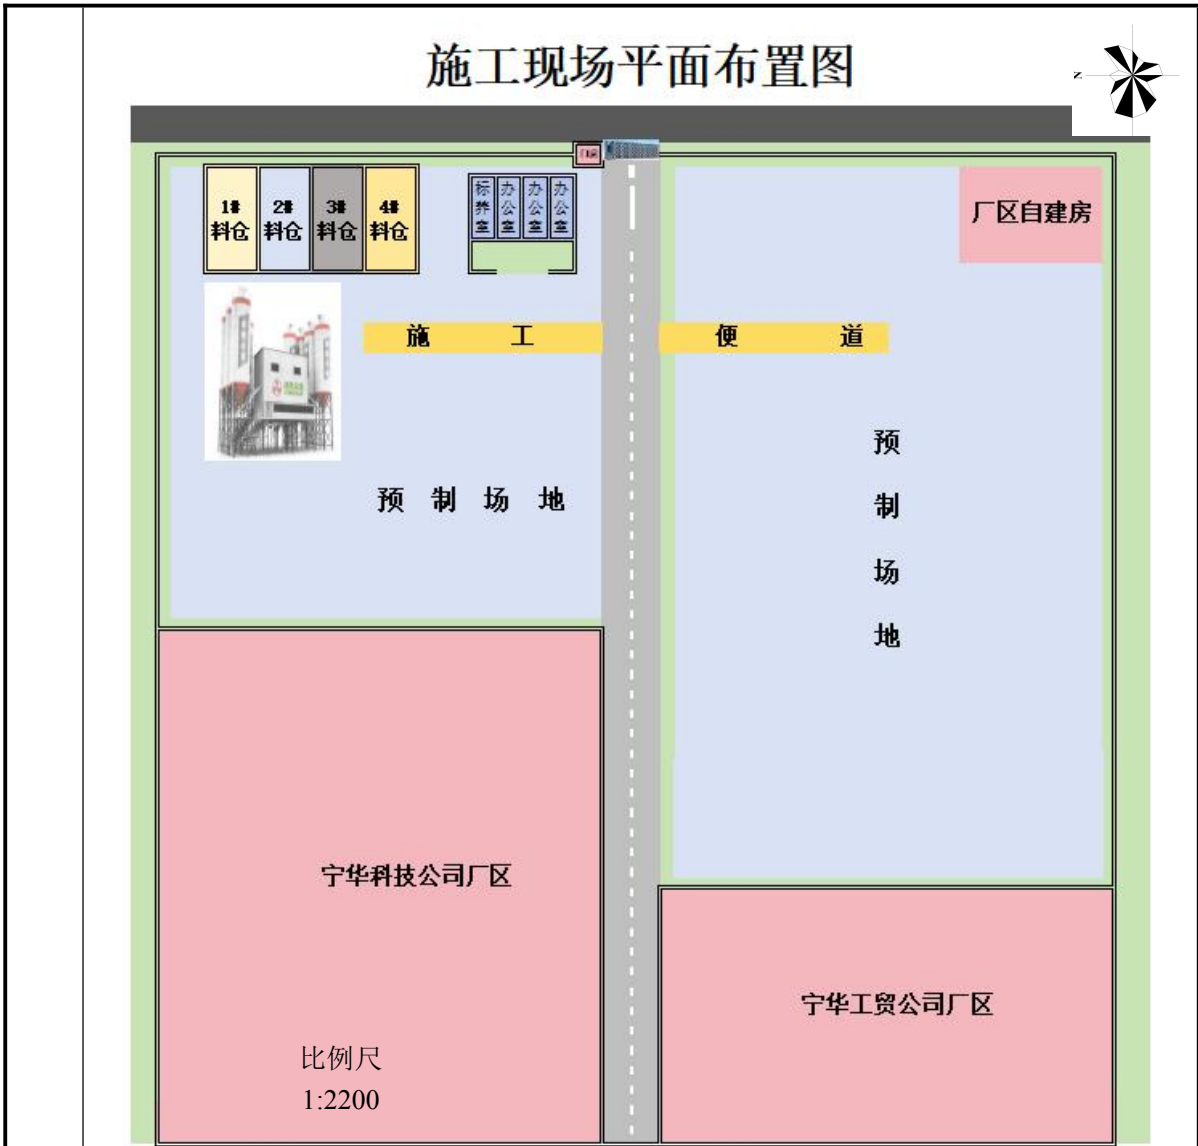 施工现场平面布置图
N
门卫
1# 2# 3# 4#
料仓 料仓 料仓 料仓
标养室 办公室 办公室 办公室
厂区自建房
施 工 便 道
预 制 场 地
预
制
场
地
宁华科技公司厂区
宁华工贸公司厂区
比例尺
1:2200